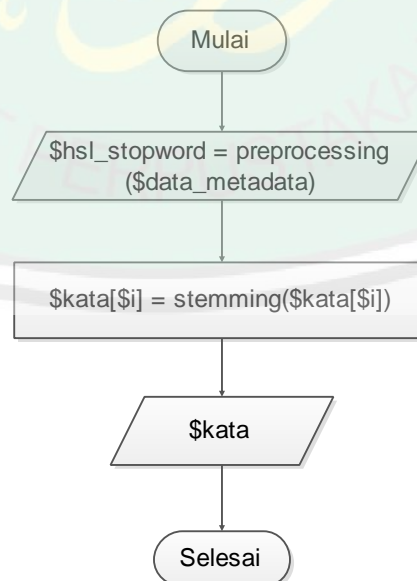 Mulai
$hsl_stopword = preprocessing
($data_metadata)
$kata[$i] = stemming($kata[$i])
$kata
Selesai